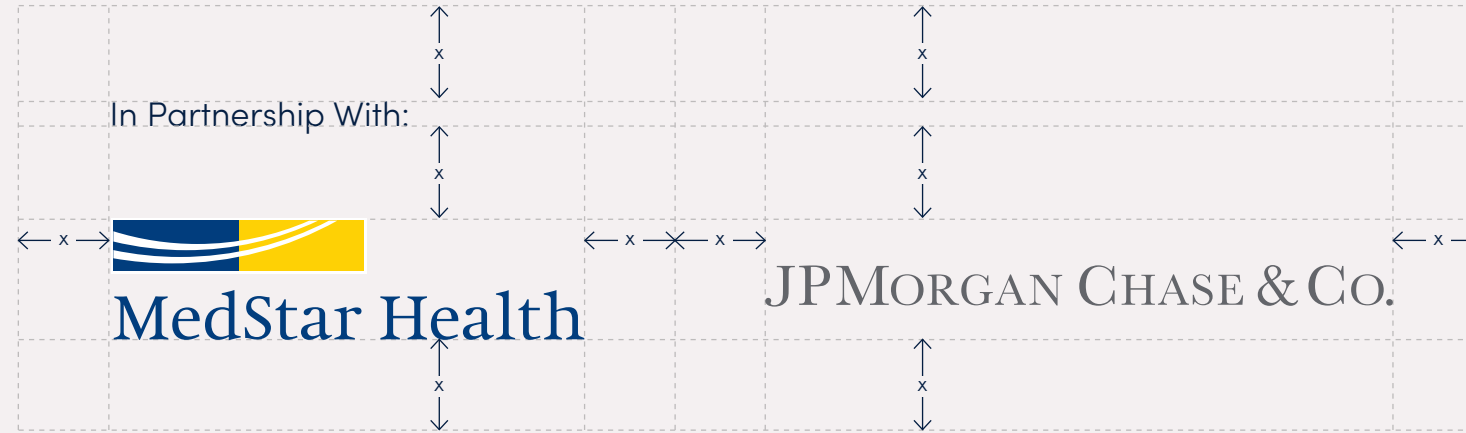 x x
In Partnership With:
x x
x x x x
MedStar Health JPMORGAN CHASE & CO.
x x